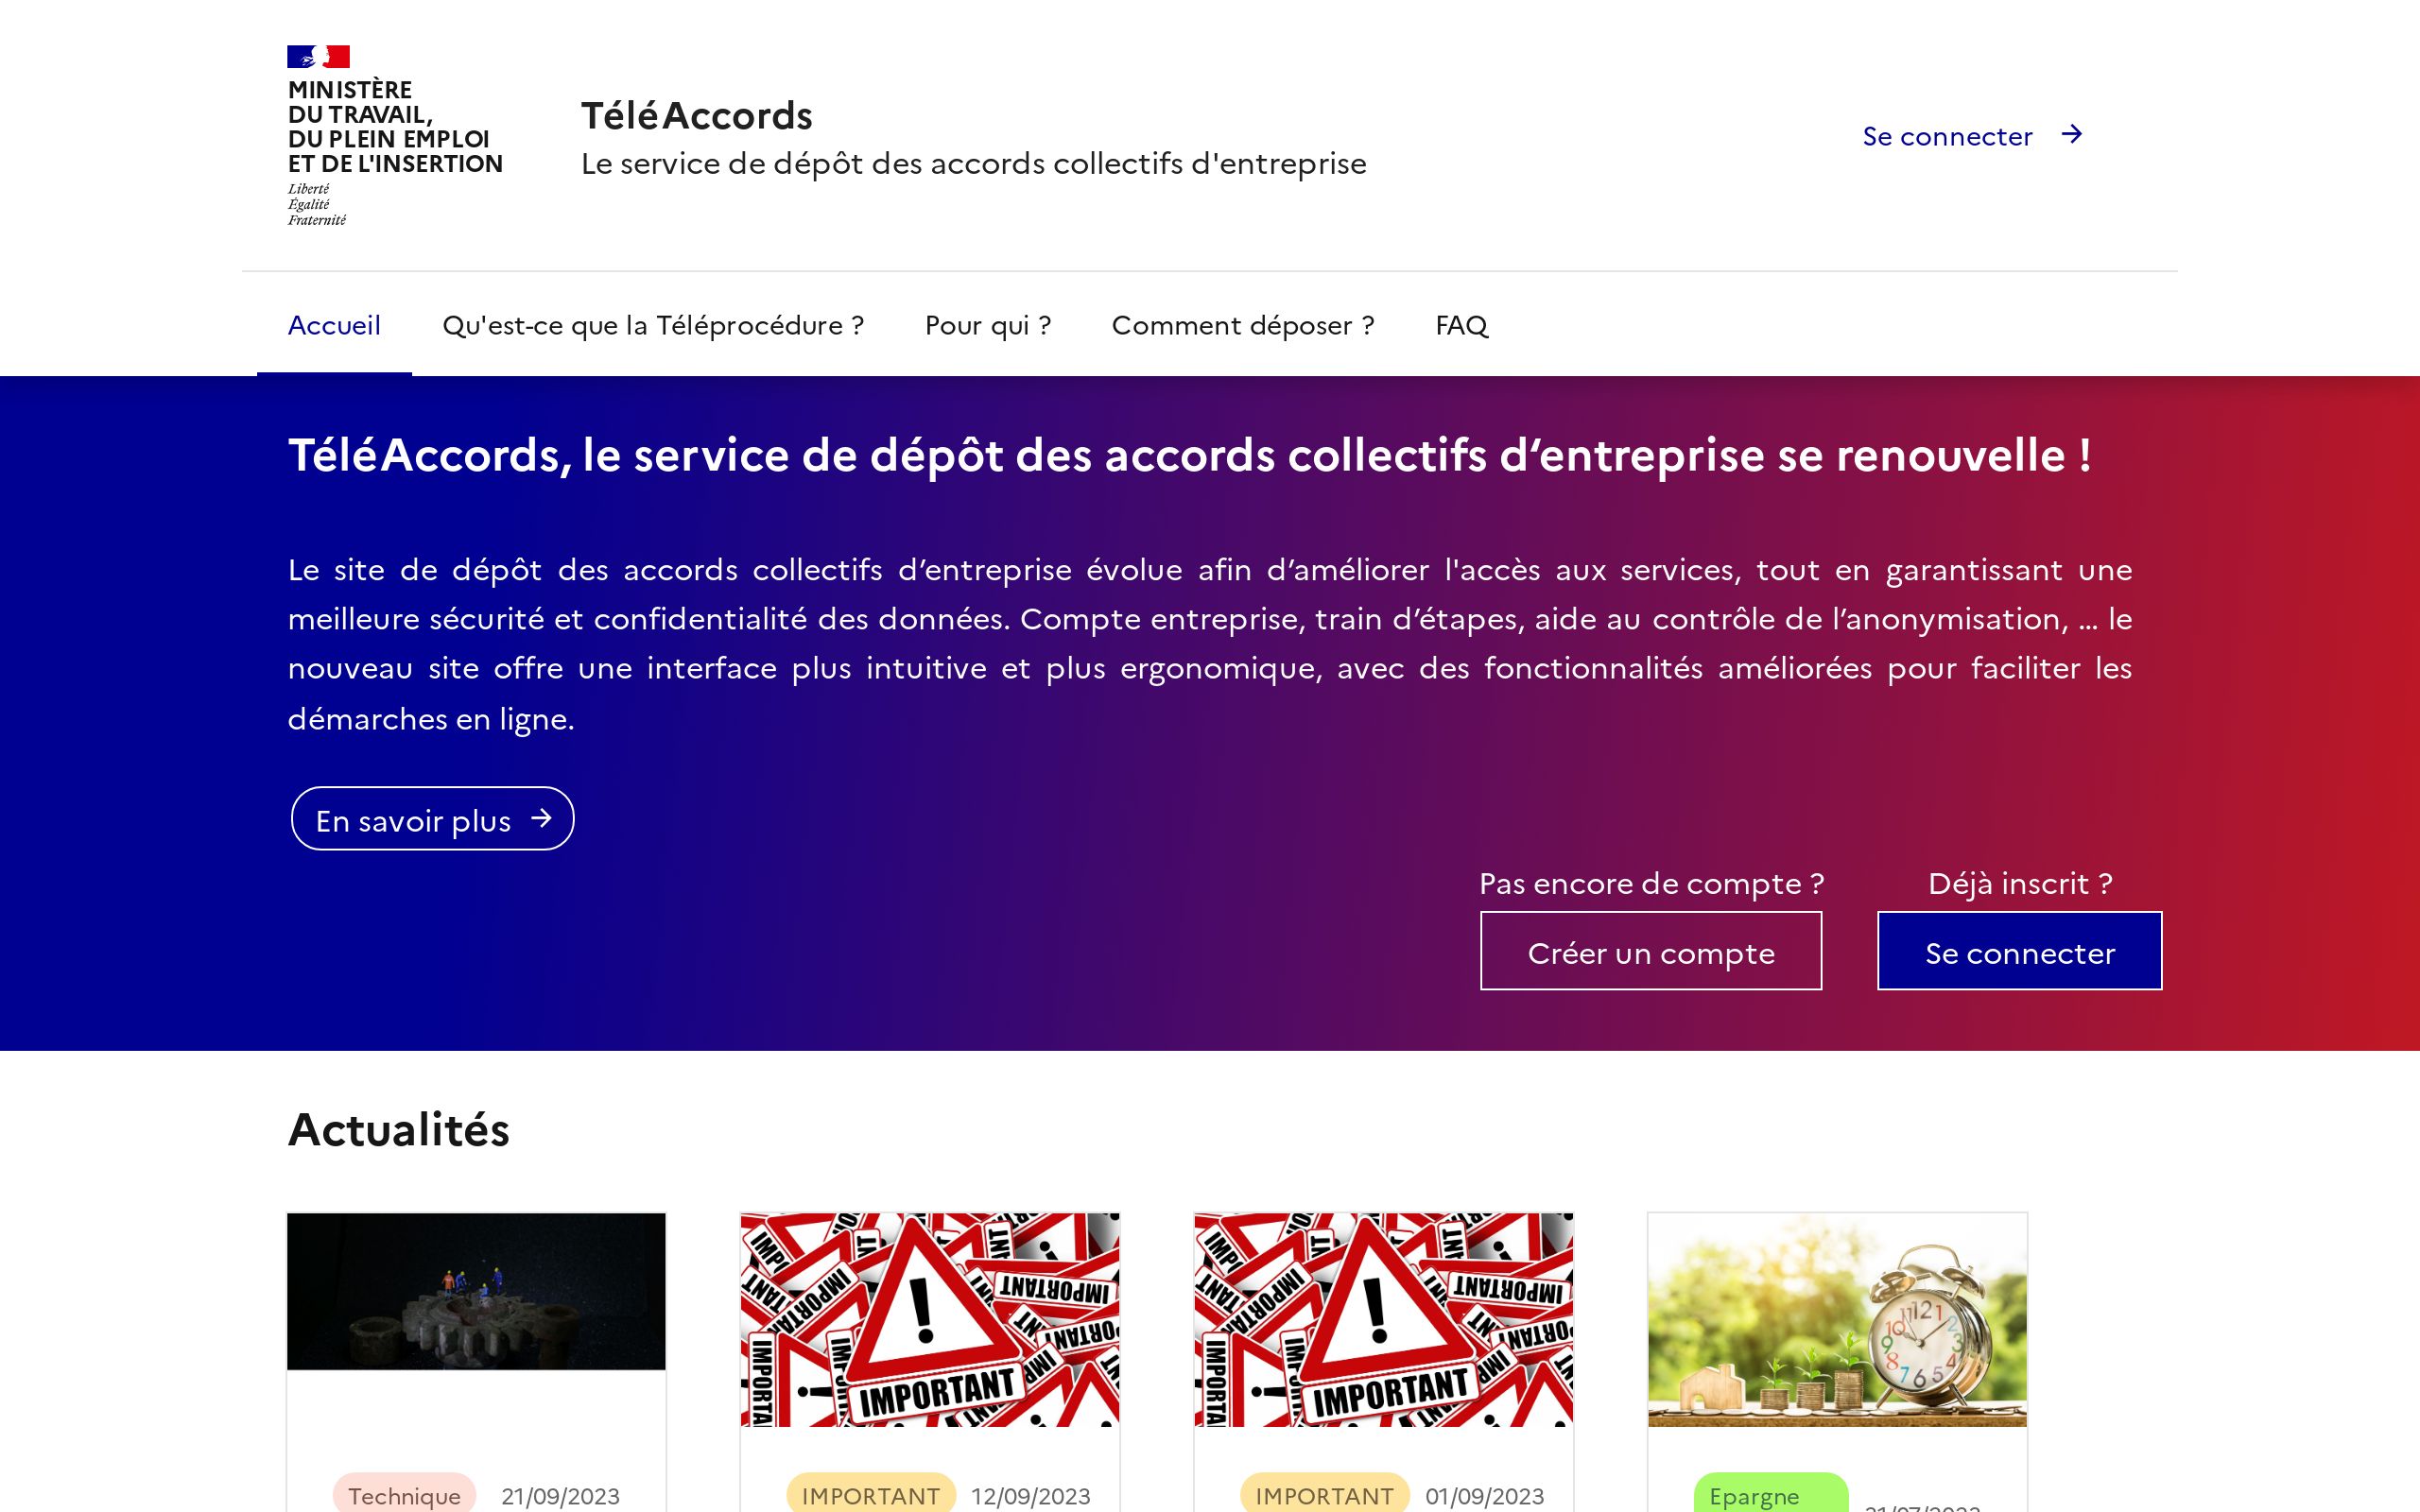 MINISTÈRE
DU TRAVAIL,
DU PLEIN EMPLOI
ET DE L'INSERTION
Liberté
Égalité
Fraternité
TéléAccords
Le service de dépôt des accords collectifs d'entreprise
Se connecter
Accueil
Qu'est-ce que la Téléprocédure ?
Pour qui ?
Comment déposer ?
FAQ
TéléAccords, le service de dépôt des accords collectifs d’entreprise se renouvelle !
Le site de dépôt des accords collectifs d’entreprise évolue afin d’améliorer l'accès aux services, tout en garantissant une
meilleure sécurité et confidentialité des données. Compte entreprise, train d’étapes, aide au contrôle de l’anonymisation, ... le
nouveau site offre une interface plus intuitive et plus ergonomique, avec des fonctionnalités améliorées pour faciliter les
démarches en ligne.
En savoir plus
Pas encore de compte ?
Déjà inscrit ?
Créer un compte
Se connecter
Actualités
IMPORTANT
IMPORTANT
Technique
21/09/2023
IMPORTANT
12/09/2023
IMPORTANT
01/09/2023
Epargne